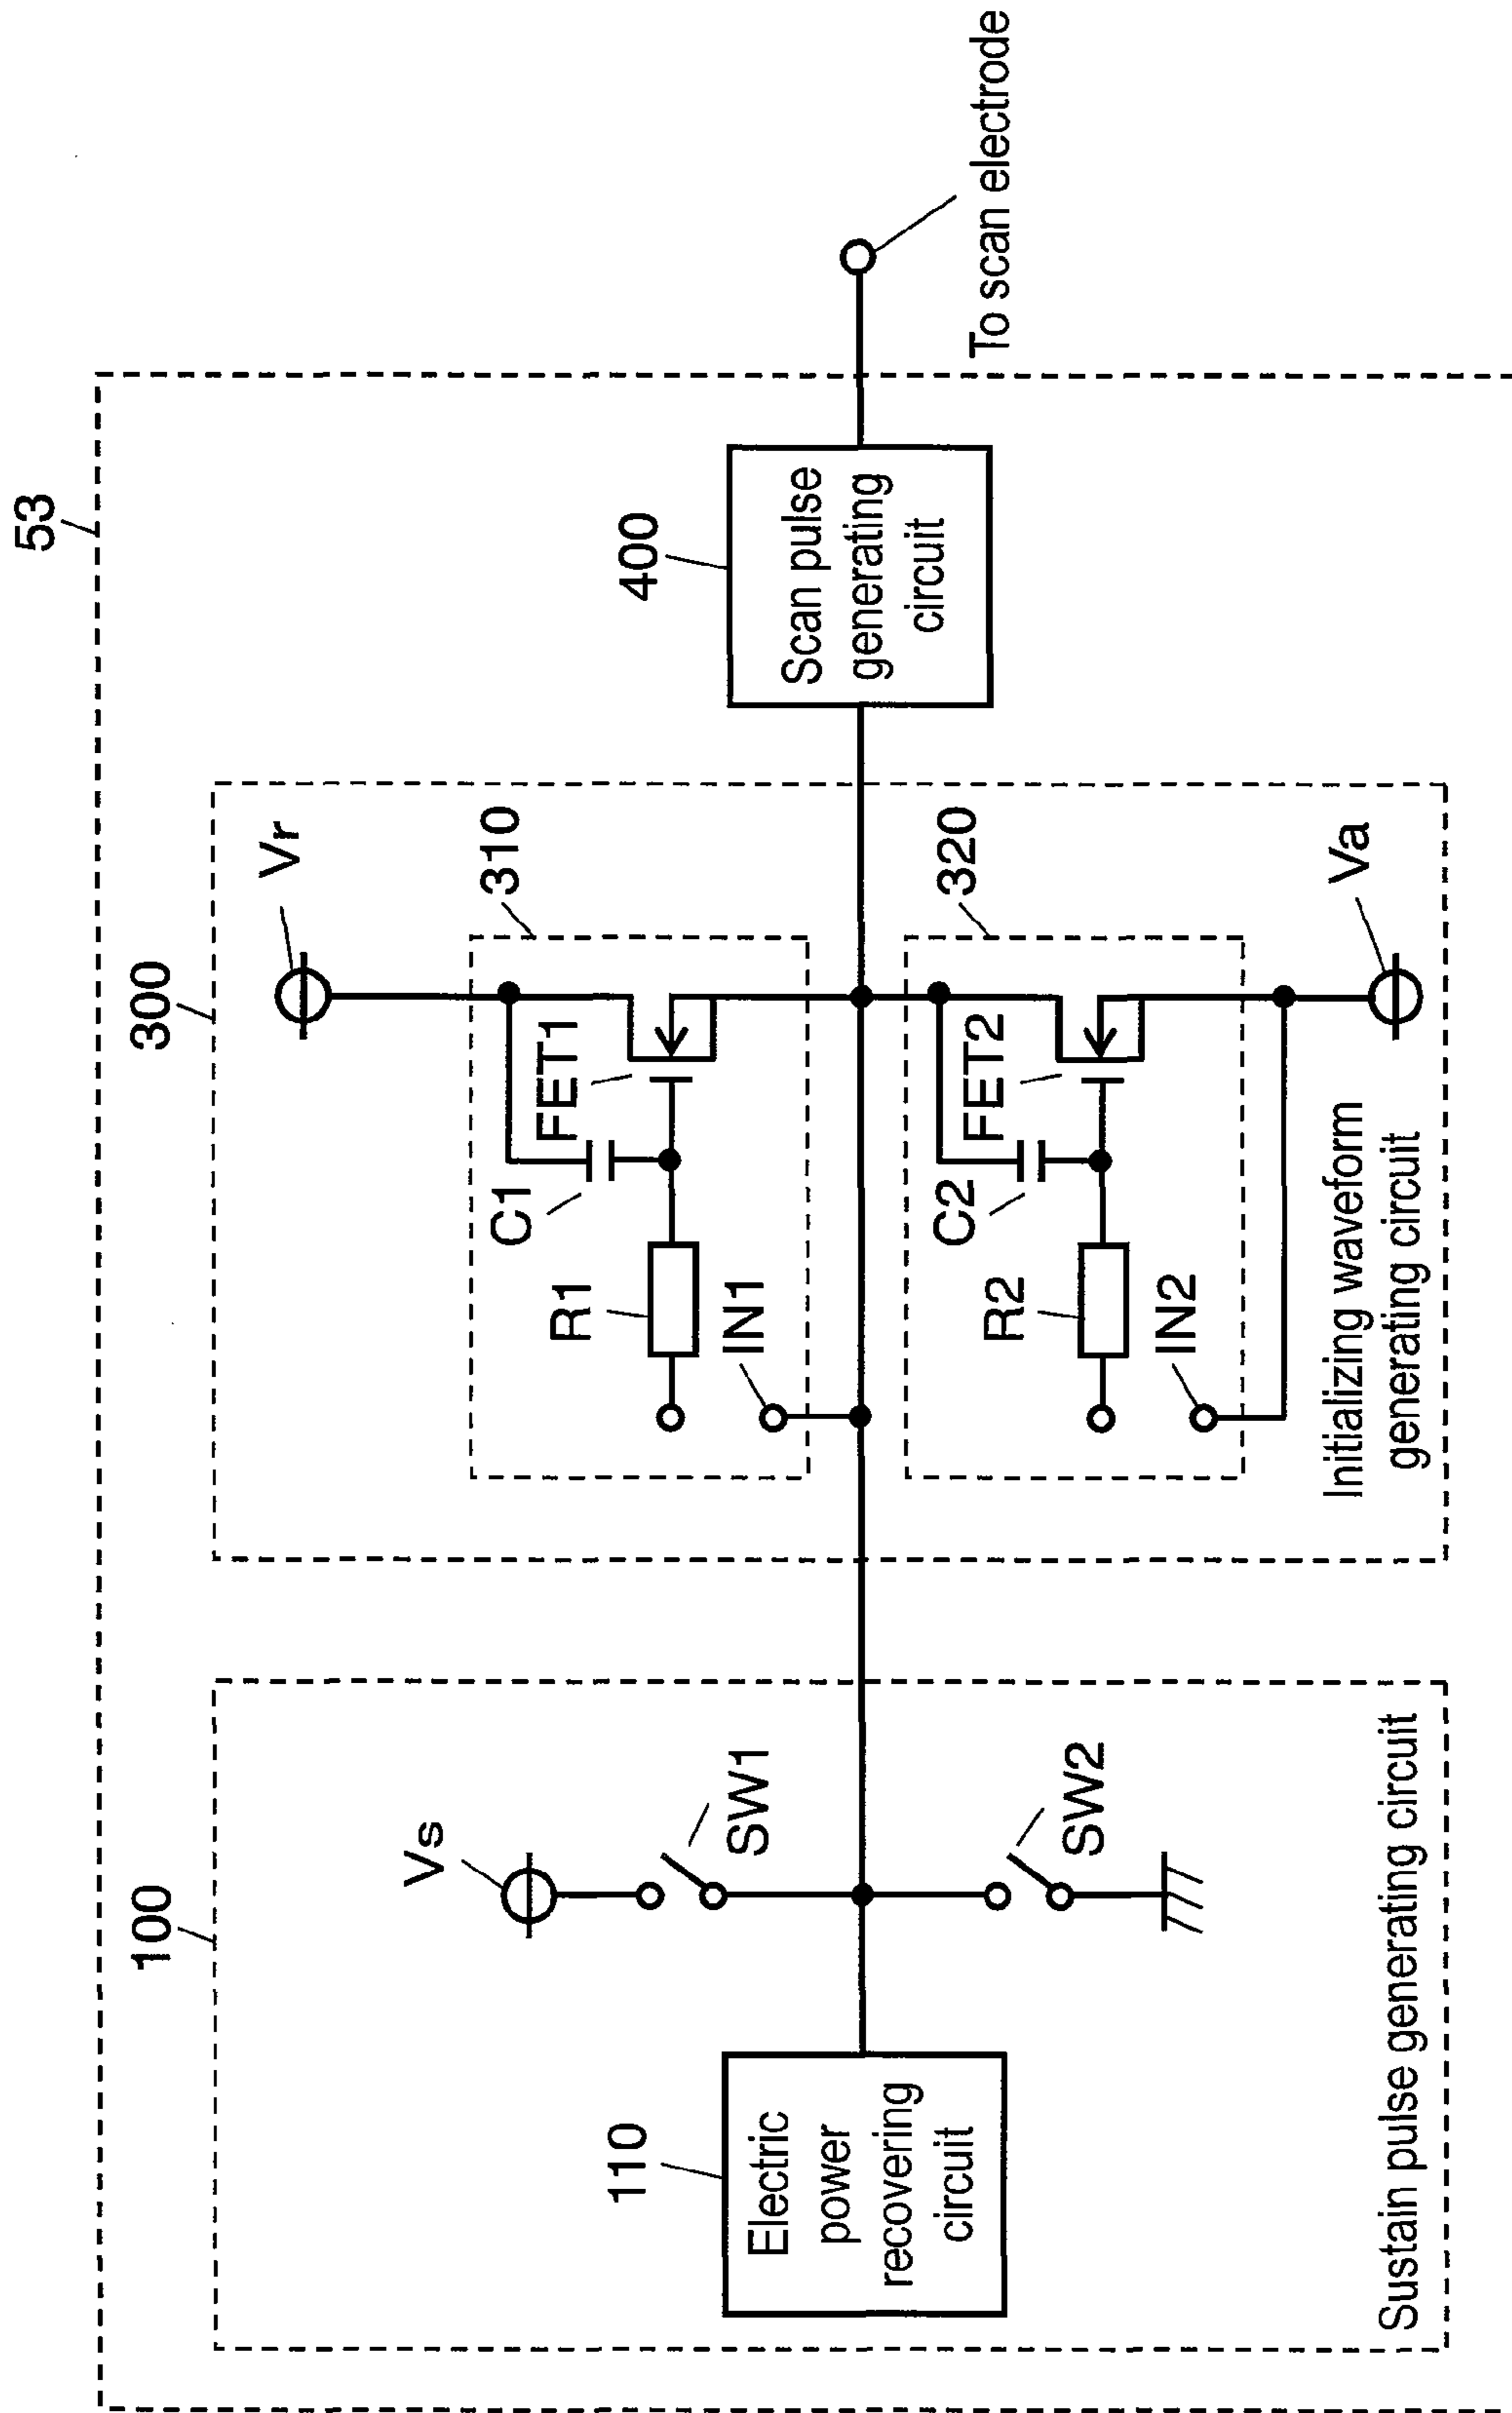 53
100
Vs
SW1
SW2
110
Electric
power
recovering
circuit
Sustain pulse generating circuit
300
Vr
310
FET1
C1
R1
IN1
320
FET2
C2
R2
IN2
Va
Initializing waveform
generating circuit
400
Scan pulse
generating
circuit
To scan electrode